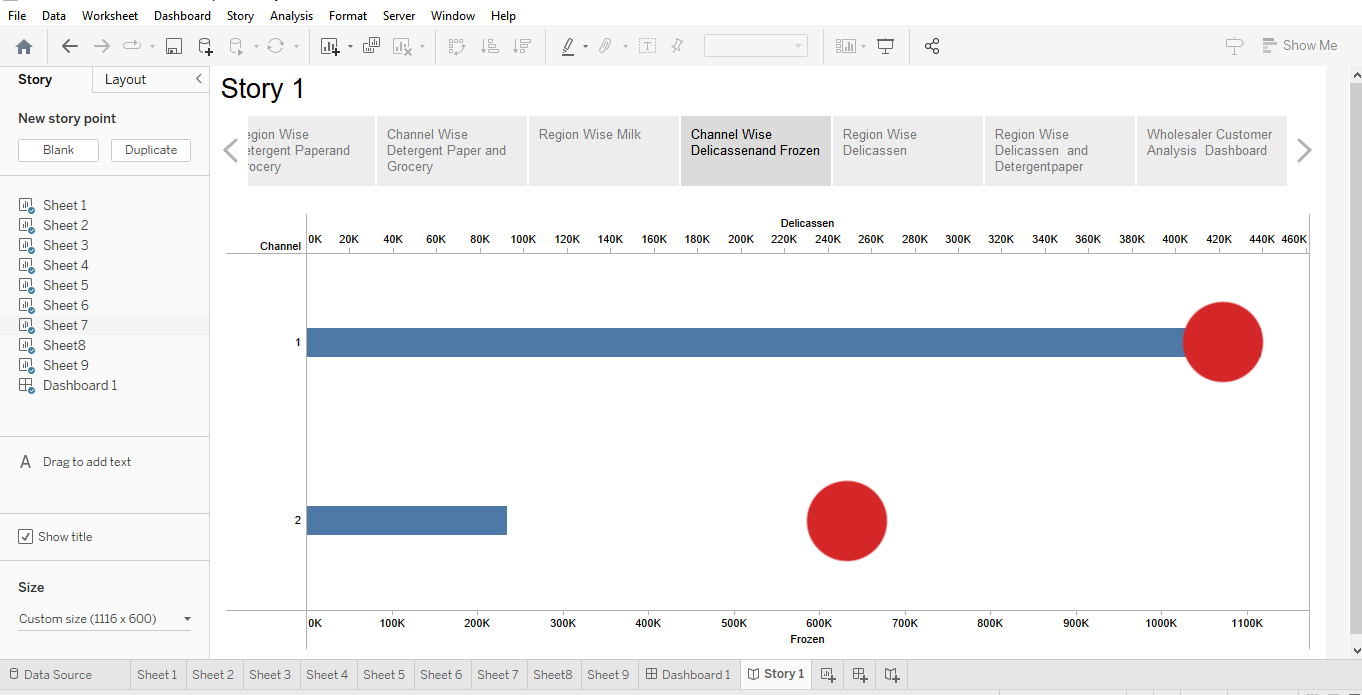 File Data Worksheet Dashboard Story Analysis Format Server Window Help
Show Me
Story Layout
New story point
Blank Duplicate
Sheet 1
Sheet 2
Sheet 3
Sheet 4
Sheet 5
Sheet 6
Sheet 7
Sheet8
Sheet 9
Dashboard 1
A Drag to add text
Show title
Size
Custom size (1116 x 600)
Story 1
egion Wise
etergent Paperand
rocery
Channel Wise
Detergent Paper and
Grocery
Region Wise Milk
Channel Wise
Delicassenand Frozen
Region Wise
Delicassen
Region Wise
Delicassen and
Detergentpaper
Wholesaler Customer
Analysis Dashboard
Delicassen
Channel 0K 20K 40K 60K 80K 100K 120K 140K 160K 180K 200K 220K 240K 260K 280K 300K 320K 340K 360K 380K 400K 420K 440K 460K
1
2
0K 100K 200K 300K 400K 500K 600K 700K 800K 900K 1000K 1100K
Frozen
Data Source Sheet 1 Sheet 2 Sheet 3 Sheet 4 Sheet 5 Sheet 6 Sheet 7 Sheet8 Sheet 9 Dashboard 1 Story 1